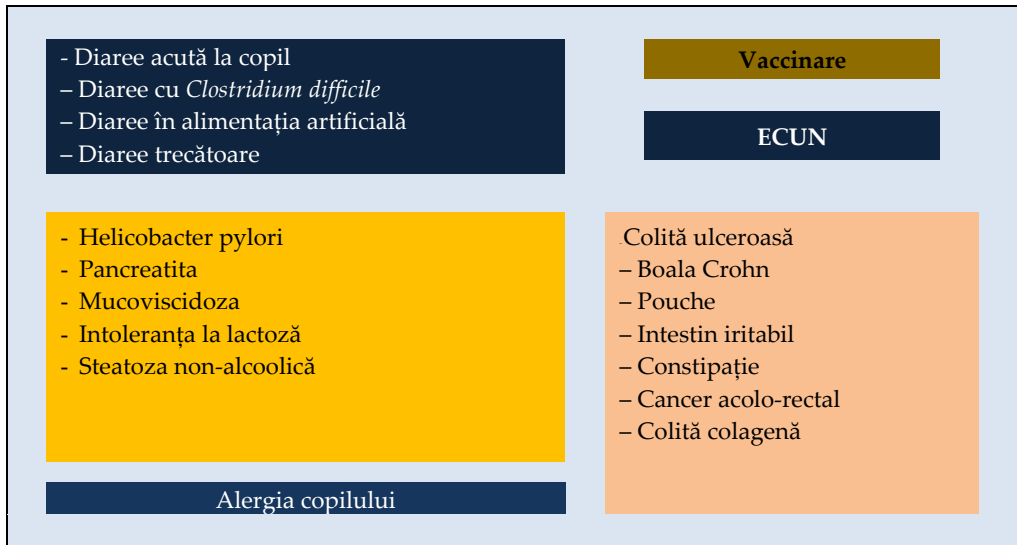 - Diaree acută la copil
– Diaree cu Clostridium difficile
– Diaree în alimentația artificială
– Diaree trecătoare
Vaccinare
ECUN
- Helicobacter pylori
- Pancreatita
- Mucoviscidoza
- Intoleranța la lactoză
- Steatoza non-alcoolică
-Colită ulceroasă
– Boala Crohn
– Pouche
– Intestin iritabil
– Constipație
– Cancer acolo-rectal
– Colită colagenă
Alergia copilului